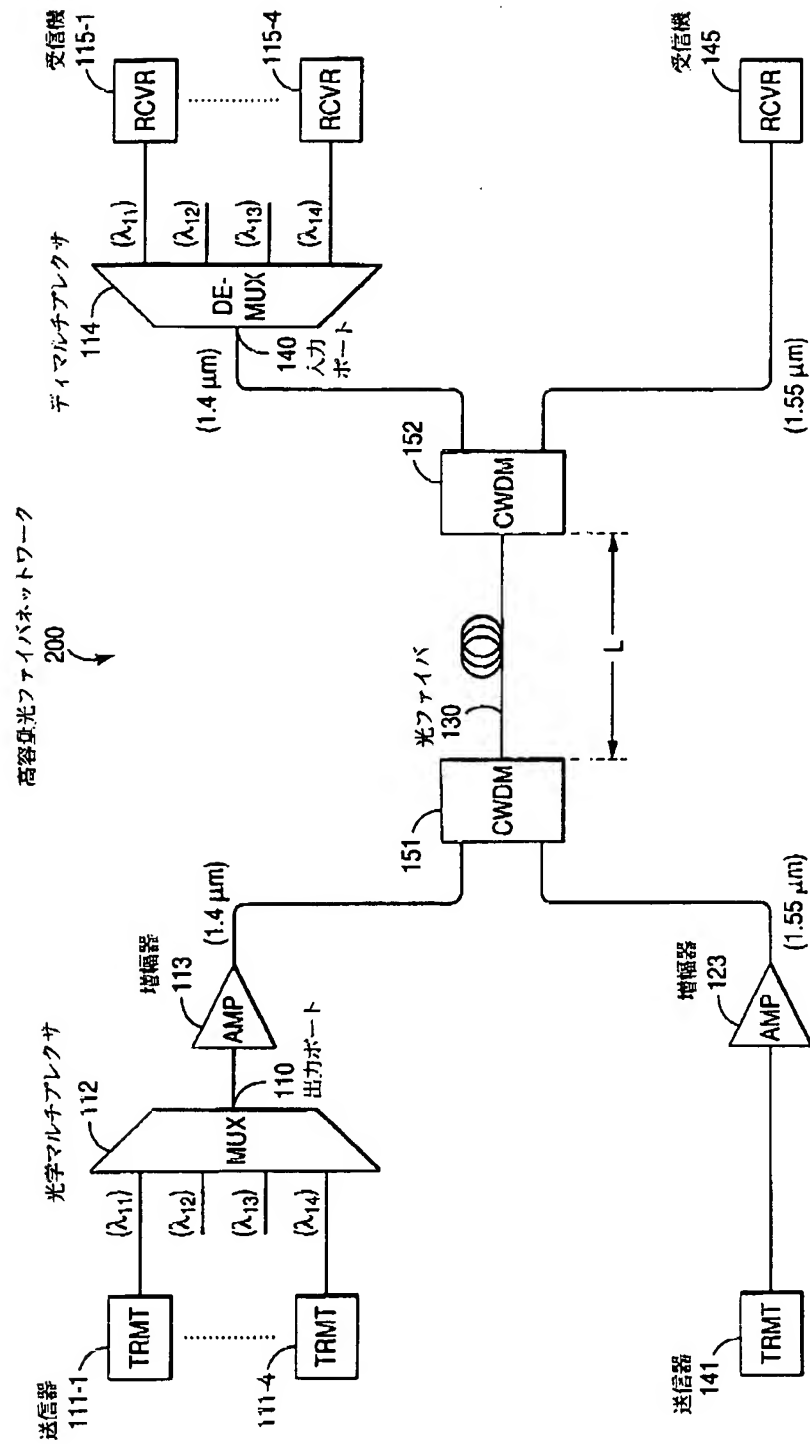 高容量光ファイバネットワーク
200
送信器
111-1
TRMT
111-4
TRMT
(λ11)
(λ12)
(λ13)
(λ14)
光学マルチプレクサ
112
MUX
110
出力ポート
増幅器
113
AMP
(1.4 μm)
送信器
141
TRMT
増幅器
123
AMP
(1.55 μm)
151
CWDM
光ファイバ
130
L
152
CWDM
(1.4 μm)
140
入力
ポート
ディマルチプレクサ
114
DE-
MUX
(λ11)
(λ12)
(λ13)
(λ14)
受信機
115-1
RCVR
115-4
RCVR
(1.55 μm)
受信機
145
RCVR